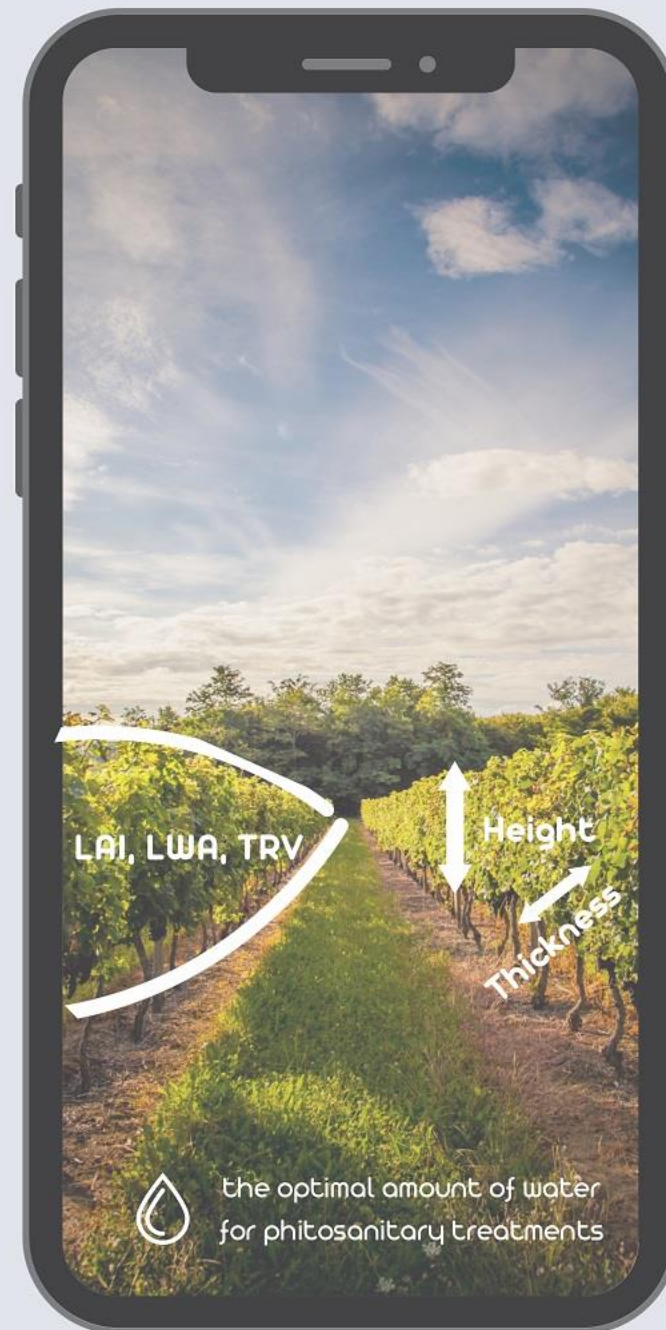 LAI, LWA, TRV
Height
Thickness
the optimal amount of water
for phitosanitary treatments